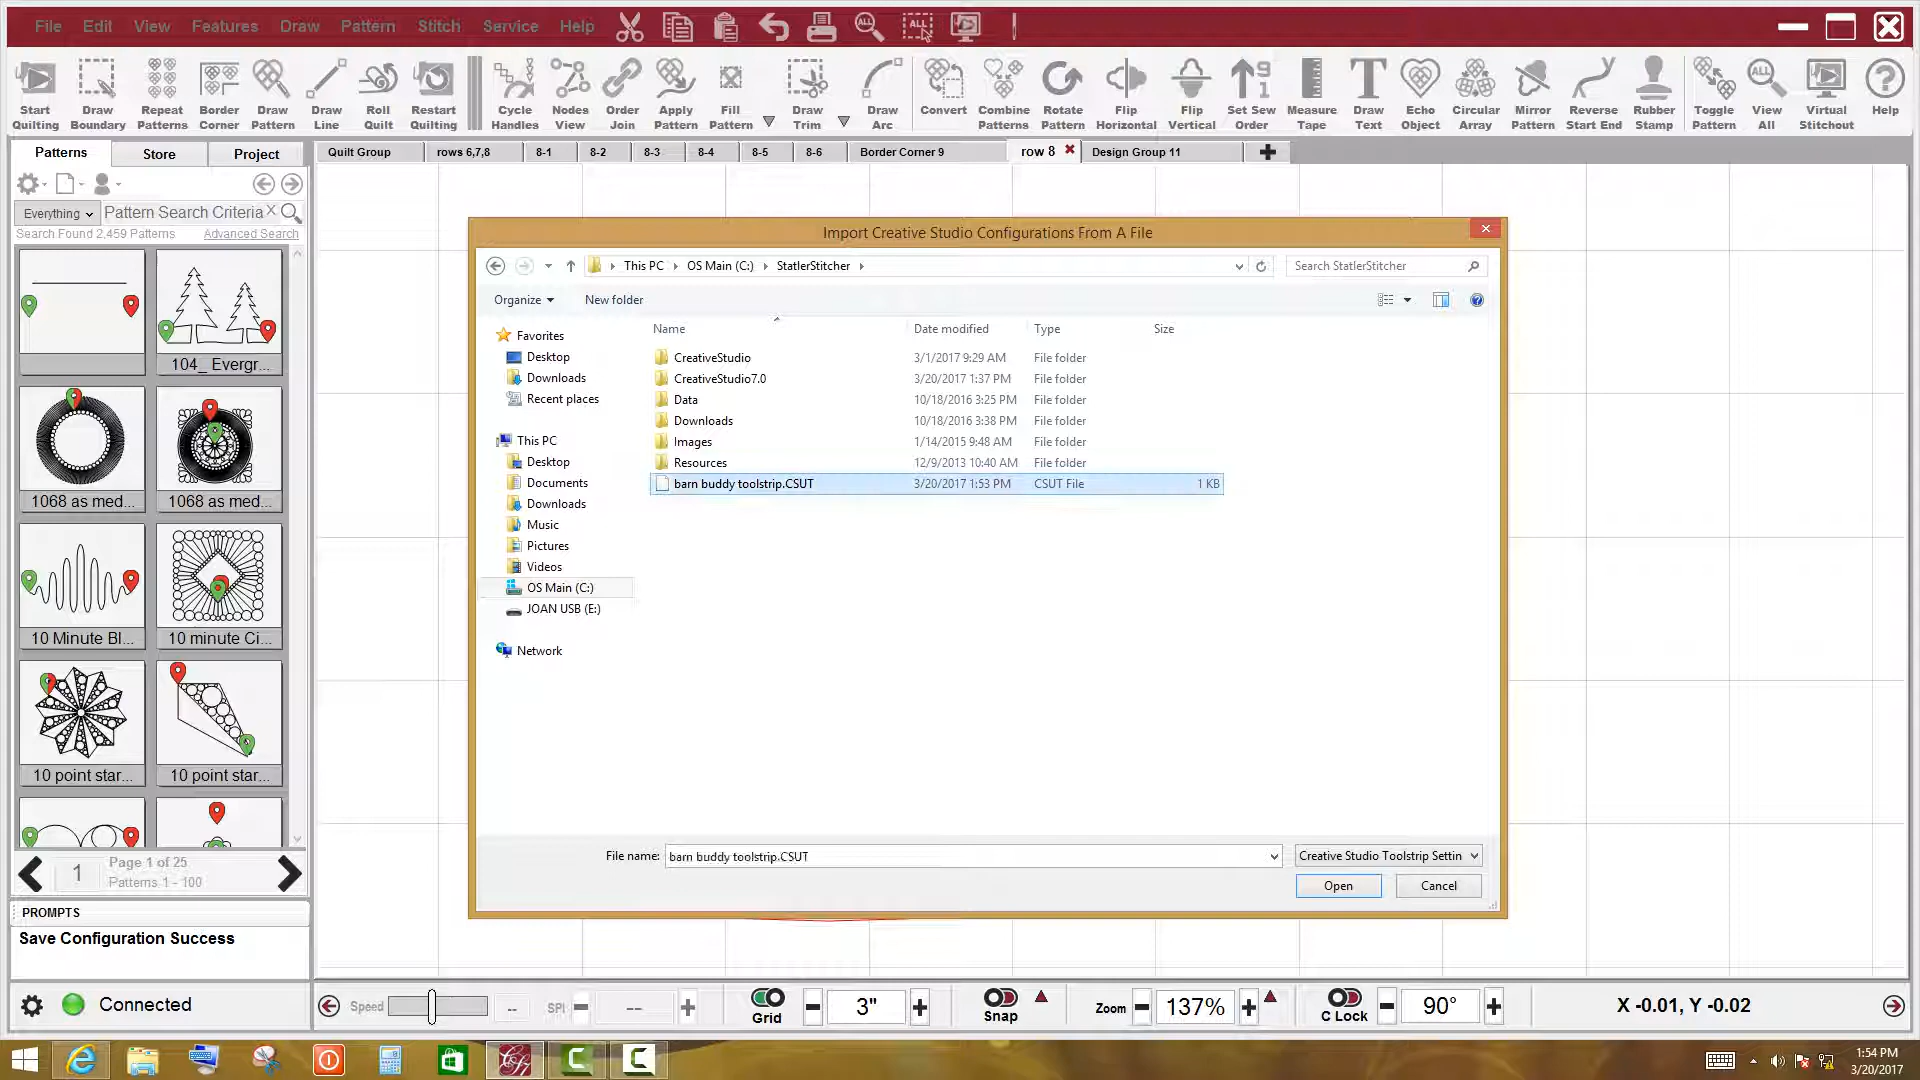 File Edit View Features Draw Pattern Stitch Service Help
ALL ALL
Start Quilting
Draw Boundary
Repeat Patterns
Border Corner
Draw Pattern
Draw Line
Roll Quilt
Restart Quilting
Cycle Handles
Nodes View
Order Join
Apply Pattern
Fill Pattern
Draw Trim
Draw Arc
Convert
Combine Patterns
Rotate Pattern
Flip Horizontal
Flip Vertical
Set Sew Order
Measure Tape
Draw Text
Echo Object
Circular Array
Mirror Pattern
Reverse Start End
Rubber Stamp
Toggle Pattern
View All
Virtual Stitchout
Help
Patterns Store Project
Quilt Group rows 6,7,8 8-1 8-2 8-3 8-4 8-5 8-6 Border Corner 9 row 8 Design Group 11
Everything Pattern Search Criteria X
Search Found 2,459 Patterns Advanced Search
104_ Evergr...
1068 as med... 1068 as med...
10 Minute Bl... 10 minute Ci...
10 point star... 10 point star...
1 Page 1 of 25
Patterns 1 - 100
PROMPTS
Save Configuration Success
Import Creative Studio Configurations From A File
This PC OS Main (C:) StatlerStitcher Search StatlerStitcher
Organize New folder
Favorites
Desktop
Downloads
Recent places
This PC
Desktop
Documents
Downloads
Music
Pictures
Videos
OS Main (C:)
JOAN USB (E:)
Network
Name Date modified Type Size
CreativeStudio 3/1/2017 9:29 AM File folder
CreativeStudio7.0 3/20/2017 1:37 PM File folder
Data 10/18/2016 3:25 PM File folder
Downloads 10/18/2016 3:38 PM File folder
Images 1/14/2015 9:48 AM File folder
Resources 12/9/2013 10:40 AM File folder
barn buddy toolstrip.CSUT 3/20/2017 1:53 PM CSUT File 1 KB
File name: barn buddy toolstrip.CSUT Creative Studio Toolstrip Settin
Open Cancel
Connected Speed -- SPI -- Grid 3" Snap Zoom 137% C Lock 90° X -0.01, Y -0.02
1:54 PM
3/20/2017